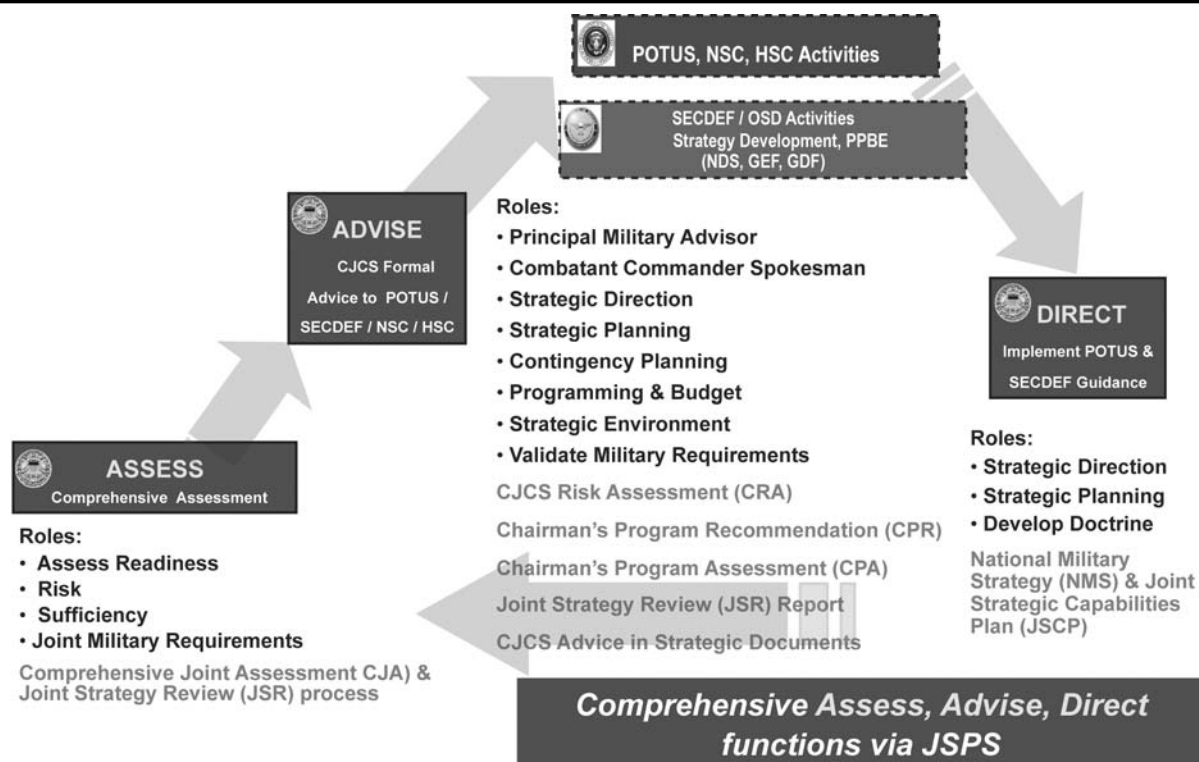 POTUS, NSC, HSC Activities
SECDEF / OSD Activities
Strategy Development, PPBE
(NDS, GEF, GDF)
ADVISE
CJCS Formal
Advice to POTUS /
SECDEF / NSC / HSC
Roles:
• Principal Military Advisor
• Combatant Commander Spokesman
• Strategic Direction
• Strategic Planning
• Contingency Planning
• Programming & Budget
• Strategic Environment
• Validate Military Requirements
CJCS Risk Assessment (CRA)
Chairman's Program Recommendation (CPR)
Chairman's Program Assessment (CPA)
Joint Strategy Review (JSR) Report
CJCS Advice in Strategic Documents
DIRECT
Implement POTUS &
SECDEF Guidance
Roles:
• Strategic Direction
• Strategic Planning
• Develop Doctrine
National Military
Strategy (NMS) & Joint
Strategic Capabilities
Plan (JSCP)
ASSESS
Comprehensive Assessment
Roles:
• Assess Readiness
• Risk
• Sufficiency
• Joint Military Requirements
Comprehensive Joint Assessment CJA) &
Joint Strategy Review (JSR) process
Comprehensive Assess, Advise, Direct
functions via JSPS